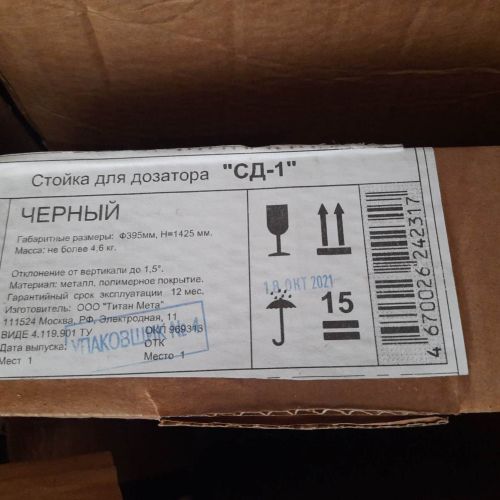 Стойка для дозатора "СД-1"
ЧЕРНЫЙ
Габаритные размеры: Ф395мм, Н=1425 мм.
Масса: не более 4,6 кг.
Отклонение от вертикали до 1,5°.
Материал: металл, полимерное покрытие.
Гарантийный срок эксплуатации 12 мес.
Изготовитель: ООО "Титан Мета"
111524 Москва, РФ, Электродная, 11
ВИДЕ 4.119.901 ТУ ОКП 969313
Дата выпуска: ОТК
Мест 1 Место 1
УПАКОВЩИК № 4
18 ОКТ 2021
15
4 670026 242317